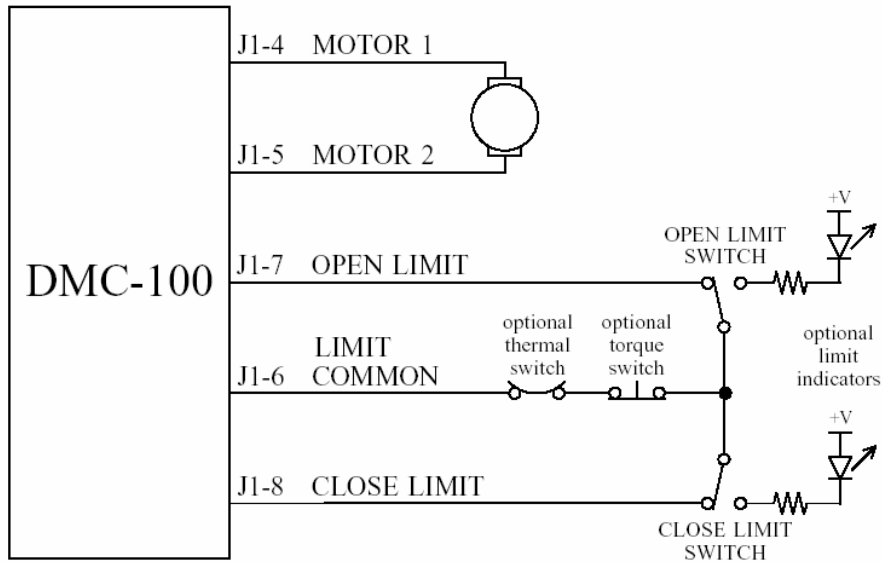 J1-4 MOTOR 1
J1-5 MOTOR 2
DMC-100
J1-7 OPEN LIMIT
OPEN LIMIT
SWITCH
+V
optional
thermal
switch
optional
torque
switch
optional
limit
indicators
LIMIT
J1-6 COMMON
+V
J1-8 CLOSE LIMIT
CLOSE LIMIT
SWITCH